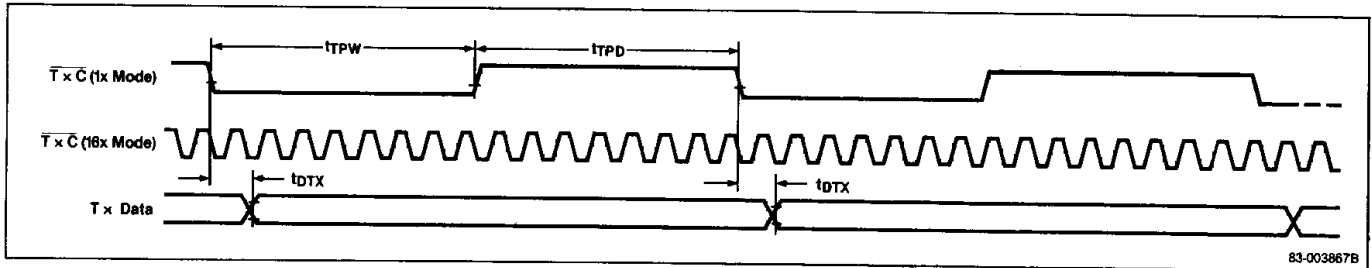 tTPW
tTPD
T × C (1x Mode)
T × C (16x Mode)
tDTX
tDTX
T × Data
83-003867B